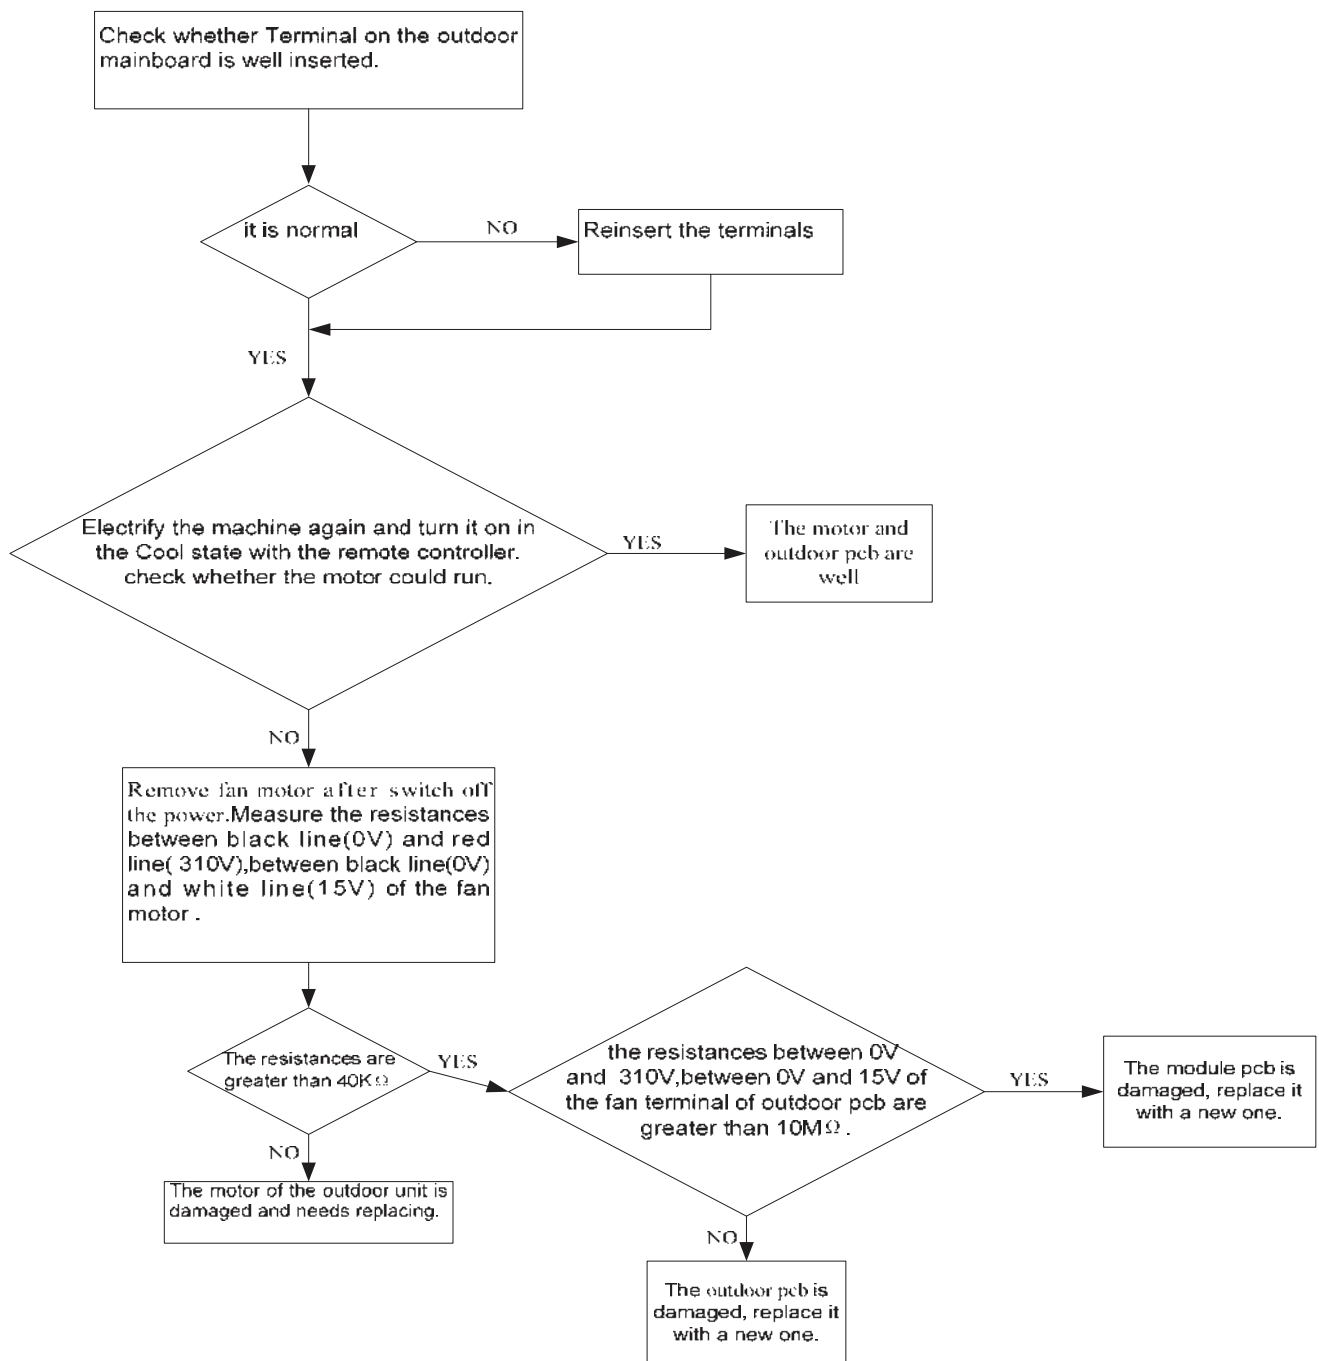 Check whether Terminal on the outdoor
mainboard is well inserted.
it is normal
NO
Reinsert the terminals
YES
Electrify the machine again and turn it on in
the Cool state with the remote controller.
check whether the motor could run.
YES
The motor and
outdoor pcb are
well
NO
Remove fan motor after switch off
the power.Measure the resistances
between black line(0V) and red
line( 310V),between black line(0V)
and white line(15V) of the fan
motor .
The resistances are
greater than 40KΩ
YES
the resistances between 0V
and 310V,between 0V and 15V of
the fan terminal of outdoor pcb are
greater than 10MΩ.
YES
The module pcb is
damaged, replace it
with a new one.
NO
The motor of the outdoor unit is
damaged and needs replacing.
NO
The outdoor pcb is
damaged, replace it
with a new one.